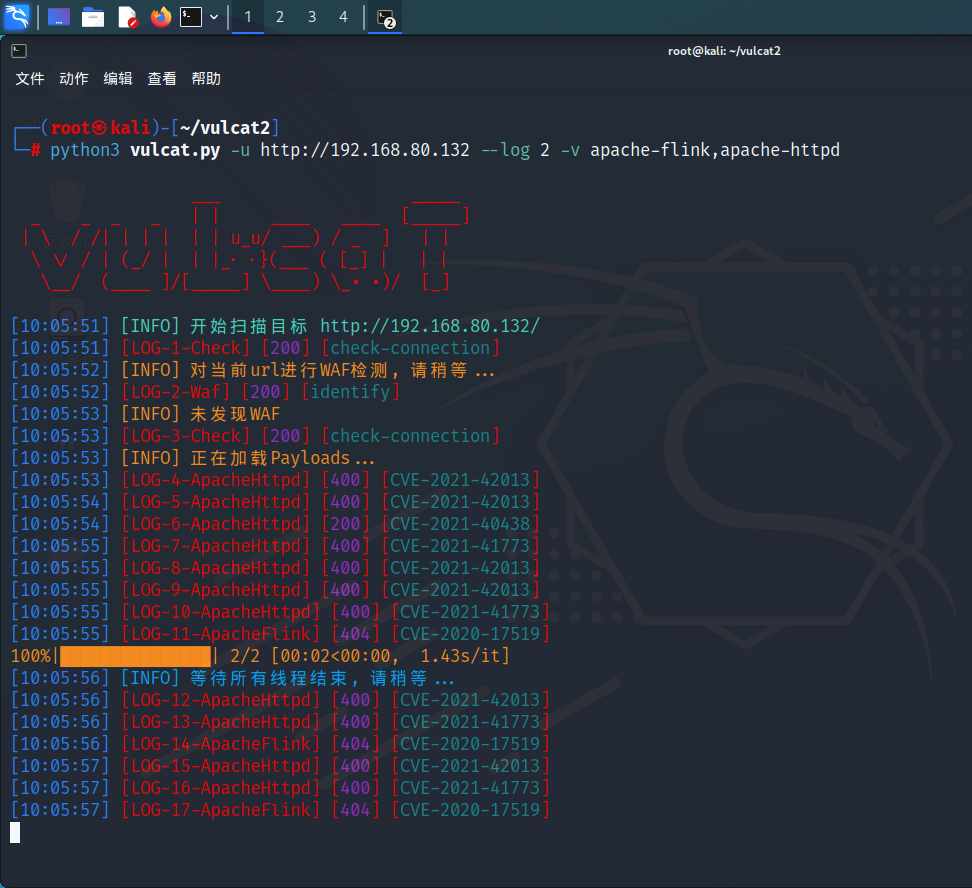 1 2 3 4 2
root@kali: ~/vulcat2
文件 动作 编辑 查看 帮助
┌──(root㉿kali)-[~/vulcat2]
└─# python3 vulcat.py -u http://192.168.80.132 --log 2 -v apache-flink,apache-httpd
vulcaT
[10:05:51] [INFO] 开始扫描目标 http://192.168.80.132/
[10:05:51] [LOG-1-Check] [200] [check-connection]
[10:05:52] [INFO] 对当前url进行WAF检测, 请稍等...
[10:05:52] [LOG-2-Waf] [200] [identify]
[10:05:53] [INFO] 未发现WAF
[10:05:53] [LOG-3-Check] [200] [check-connection]
[10:05:53] [INFO] 正在加载Payloads...
[10:05:53] [LOG-4-ApacheHttpd] [400] [CVE-2021-42013]
[10:05:54] [LOG-5-ApacheHttpd] [400] [CVE-2021-42013]
[10:05:54] [LOG-6-ApacheHttpd] [200] [CVE-2021-40438]
[10:05:55] [LOG-7-ApacheHttpd] [400] [CVE-2021-41773]
[10:05:55] [LOG-8-ApacheHttpd] [400] [CVE-2021-42013]
[10:05:55] [LOG-9-ApacheHttpd] [400] [CVE-2021-42013]
[10:05:55] [LOG-10-ApacheHttpd] [400] [CVE-2021-41773]
[10:05:55] [LOG-11-ApacheFlink] [404] [CVE-2020-17519]
100%|███████████████| 2/2 [00:02<00:00,  1.43s/it]
[10:05:56] [INFO] 等待所有线程结束, 请稍等...
[10:05:56] [LOG-12-ApacheHttpd] [400] [CVE-2021-42013]
[10:05:56] [LOG-13-ApacheHttpd] [400] [CVE-2021-41773]
[10:05:56] [LOG-14-ApacheFlink] [404] [CVE-2020-17519]
[10:05:57] [LOG-15-ApacheHttpd] [400] [CVE-2021-42013]
[10:05:57] [LOG-16-ApacheHttpd] [400] [CVE-2021-41773]
[10:05:57] [LOG-17-ApacheFlink] [404] [CVE-2020-17519]